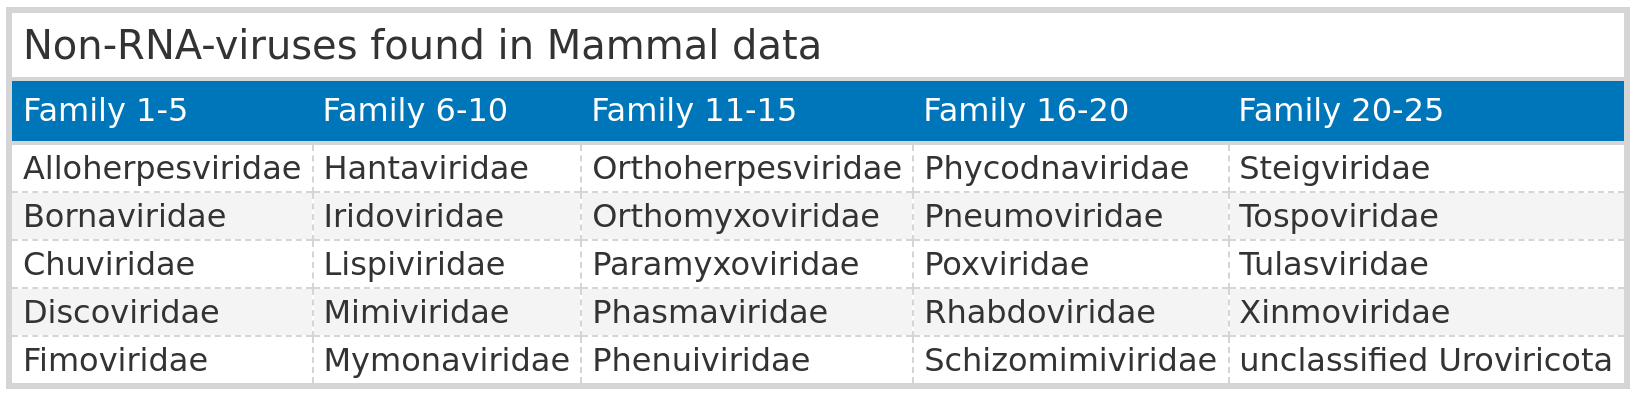 Non-RNA-viruses found in Mammal data
Family 1-5 Family 6-10 Family 11-15 Family 16-20 Family 20-25
Alloherpesviridae Hantaviridae Orthoherpesviridae Phycodnaviridae Steigviridae
Bornaviridae Iridoviridae Orthomyxoviridae Pneumoviridae Tospoviridae
Chuviridae Lispiviridae Paramyxoviridae Poxviridae Tulasviridae
Discoviridae Mimiviridae Phasmaviridae Rhabdoviridae Xinmoviridae
Fimoviridae Mymonaviridae Phenuiviridae Schizomimiviridae unclassified Uroviricota